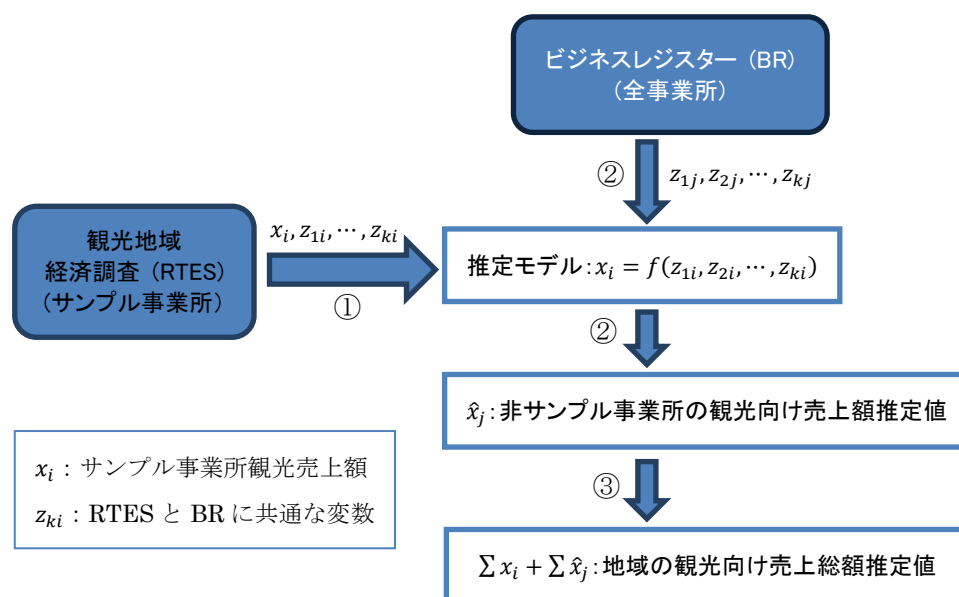 ビジネスレジスター（BR）
（全事業所）
② z_{1j}, z_{2j}, ⋯, z_{kj}
観光地域
経済調査（RTES）
（サンプル事業所）
x_i, z_{1i}, ⋯, z_{ki}
①
推定モデル：x_i = f(z_{1i}, z_{2i}, ⋯, z_{ki})
②
x̂_j：非サンプル事業所の観光向け売上額推定値
x_i：サンプル事業所観光売上額
z_{ki}：RTES と BR に共通な変数
③
∑ x_i + ∑ x̂_j：地域の観光向け売上総額推定値